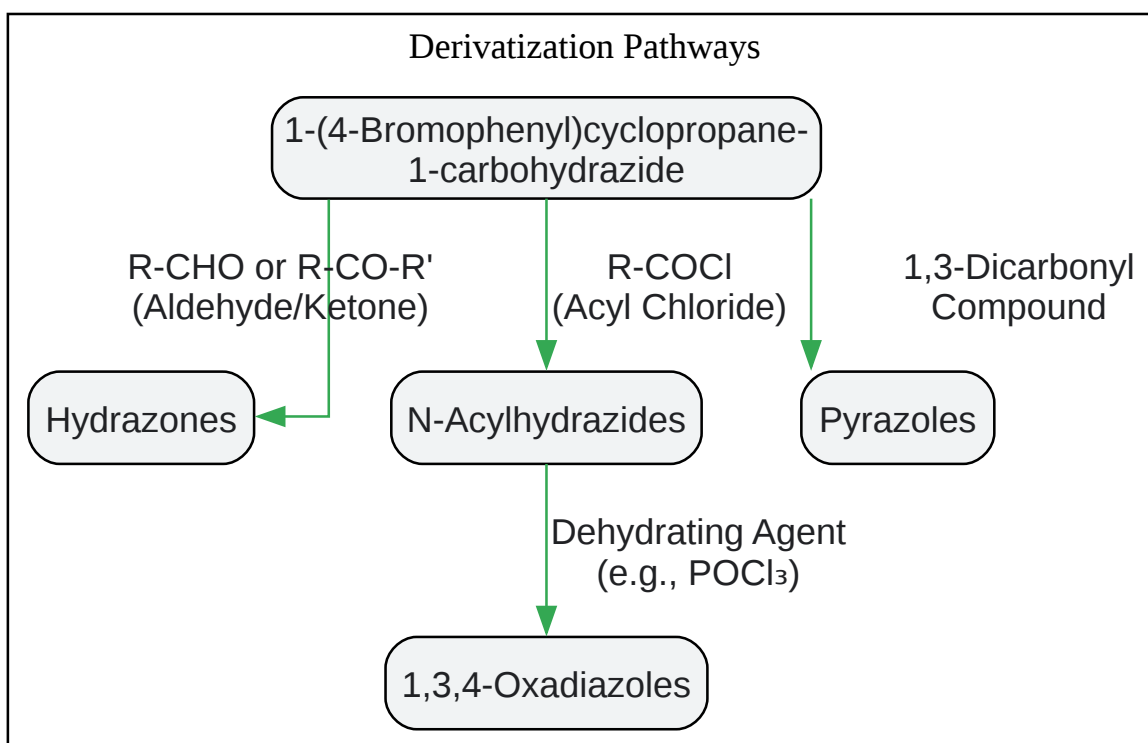 Derivatization Pathways
1-(4-Bromophenyl)cyclopropane-
1-carbohydrazide
R-CHO or R-CO-R'
(Aldehyde/Ketone)
R-COCl
(Acyl Chloride)
1,3-Dicarbonyl
Compound
Hydrazones
N-Acylhydrazides
Pyrazoles
Dehydrating Agent
(e.g., POCl₃)
1,3,4-Oxadiazoles